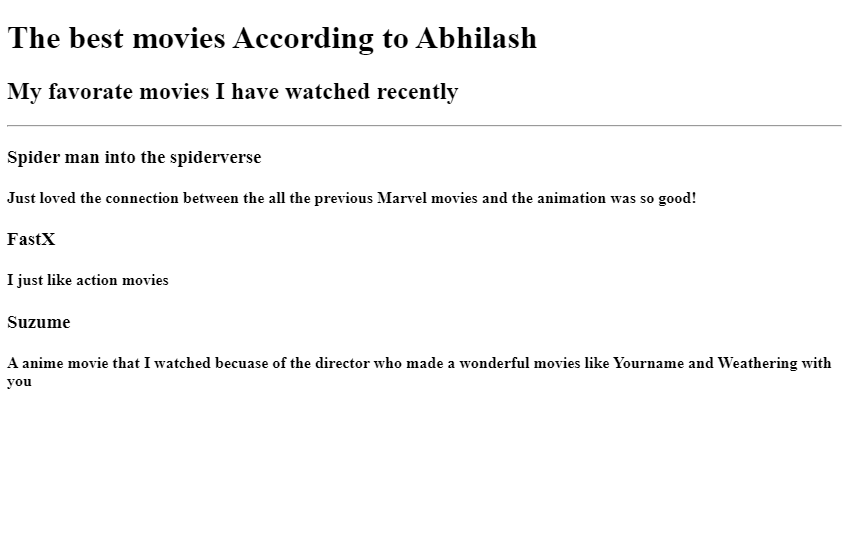 The best movies According to Abhilash
My favorate movies I have watched recently
Spider man into the spiderverse
Just loved the connection between the all the previous Marvel movies and the animation was so good!
FastX
I just like action movies
Suzume
A anime movie that I watched becuase of the director who made a wonderful movies like Yourname and Weathering with
you